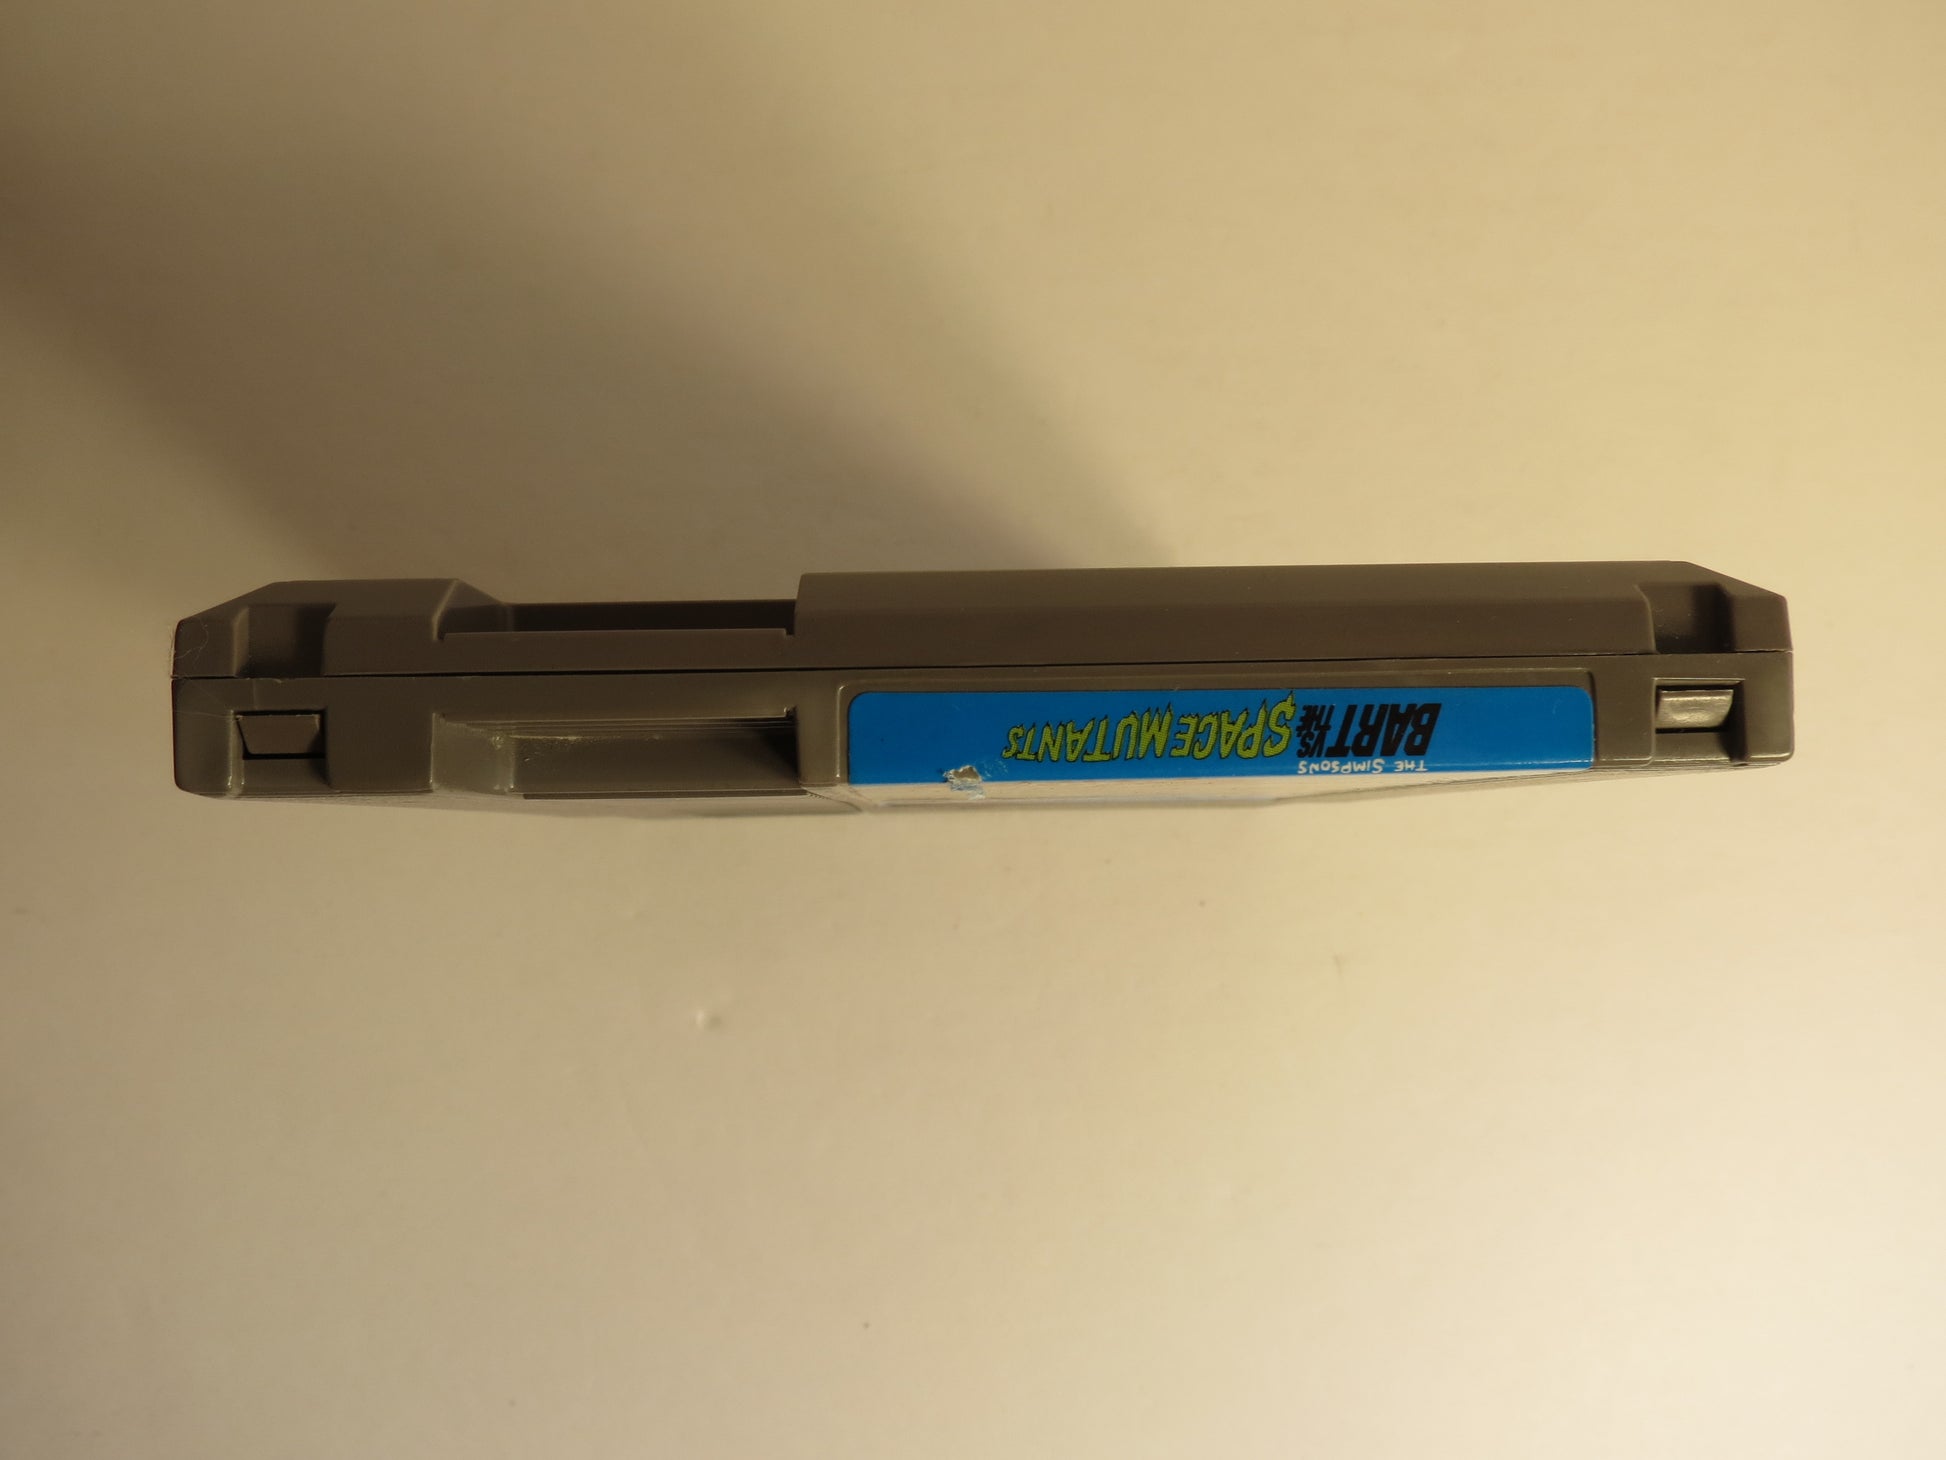 THE SIMPSONS
BART VS. THE SPACE MUTANTS